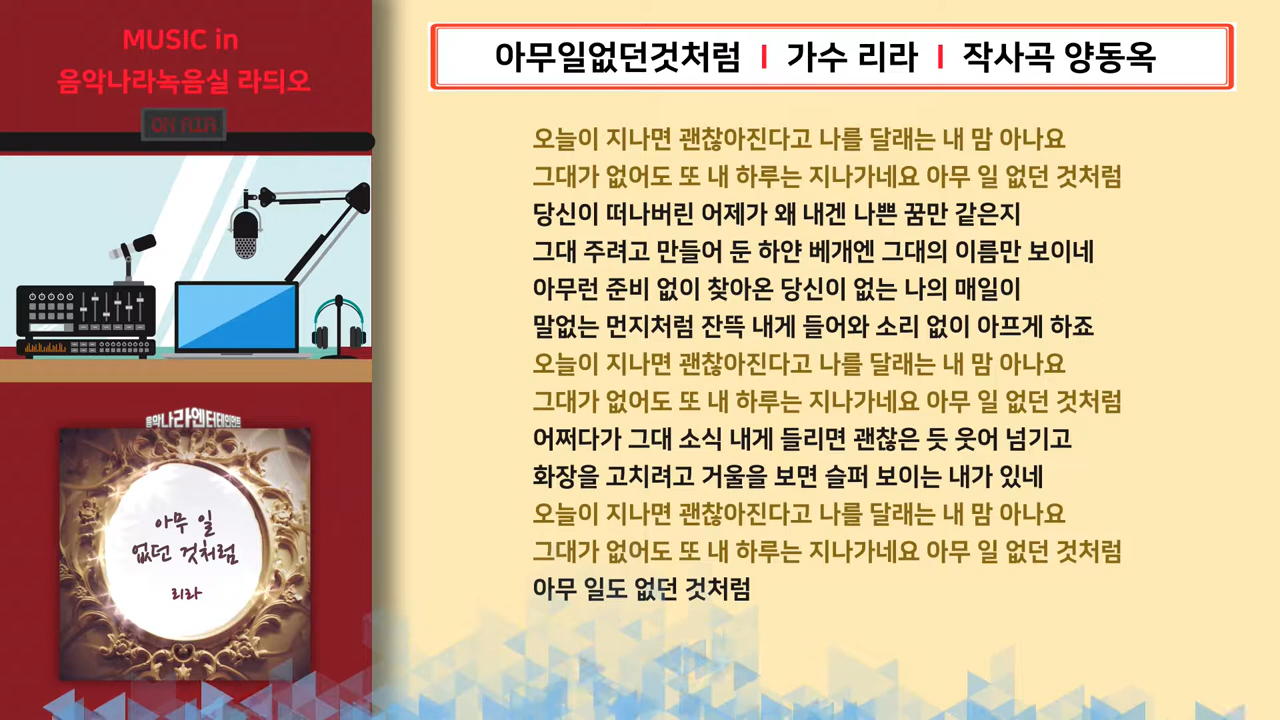 MUSIC in
음악나라녹음실 라듸오
ON AIR
음악나라엔터테인먼트
아무 일
없던 것처럼
리라
아무일없던것처럼 I 가수 리라 I 작사곡 양동옥
오늘이 지나면 괜찮아진다고 나를 달래는 내 맘 아나요
그대가 없어도 또 내 하루는 지나가네요 아무 일 없던 것처럼
당신이 떠나버린 어제가 왜 내겐 나쁜 꿈만 같은지
그대 주려고 만들어 둔 하얀 베개엔 그대의 이름만 보이네
아무런 준비 없이 찾아온 당신이 없는 나의 매일이
말없는 먼지처럼 잔뜩 내게 들어와 소리 없이 아프게 하죠
오늘이 지나면 괜찮아진다고 나를 달래는 내 맘 아나요
그대가 없어도 또 내 하루는 지나가네요 아무 일 없던 것처럼
어쩌다가 그대 소식 내게 들리면 괜찮은 듯 웃어 넘기고
화장을 고치려고 거울을 보면 슬퍼 보이는 내가 있네
오늘이 지나면 괜찮아진다고 나를 달래는 내 맘 아나요
그대가 없어도 또 내 하루는 지나가네요 아무 일 없던 것처럼
아무 일도 없던 것처럼